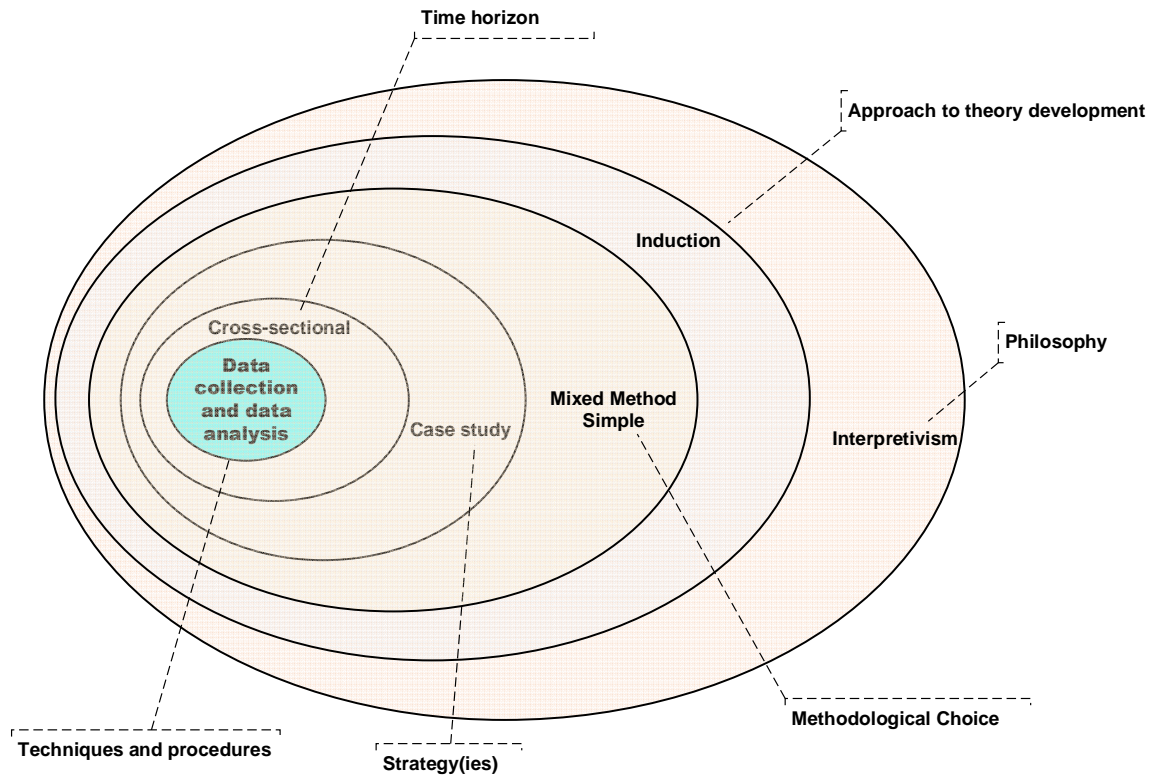 Time horizon
Approach to theory development
Induction
Philosophy
Cross-sectional
Data
collection
and data
analysis
Mixed Method
Simple
Case study
Interpretivism
Methodological Choice
Techniques and procedures
Strategy(ies)